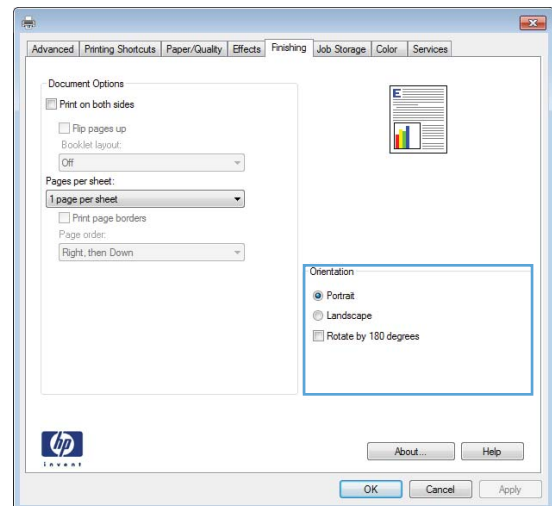 Advanced Printing Shortcuts Paper/Quality Effects Finishing Job Storage Color Services
Document Options
Print on both sides
Flip pages up
Booklet layout:
Off
Pages per sheet:
1 page per sheet
Print page borders
Page order:
Right, then Down
E
Orientation
Portrait
Landscape
Rotate by 180 degrees
hp
invent
About... Help
OK Cancel Apply